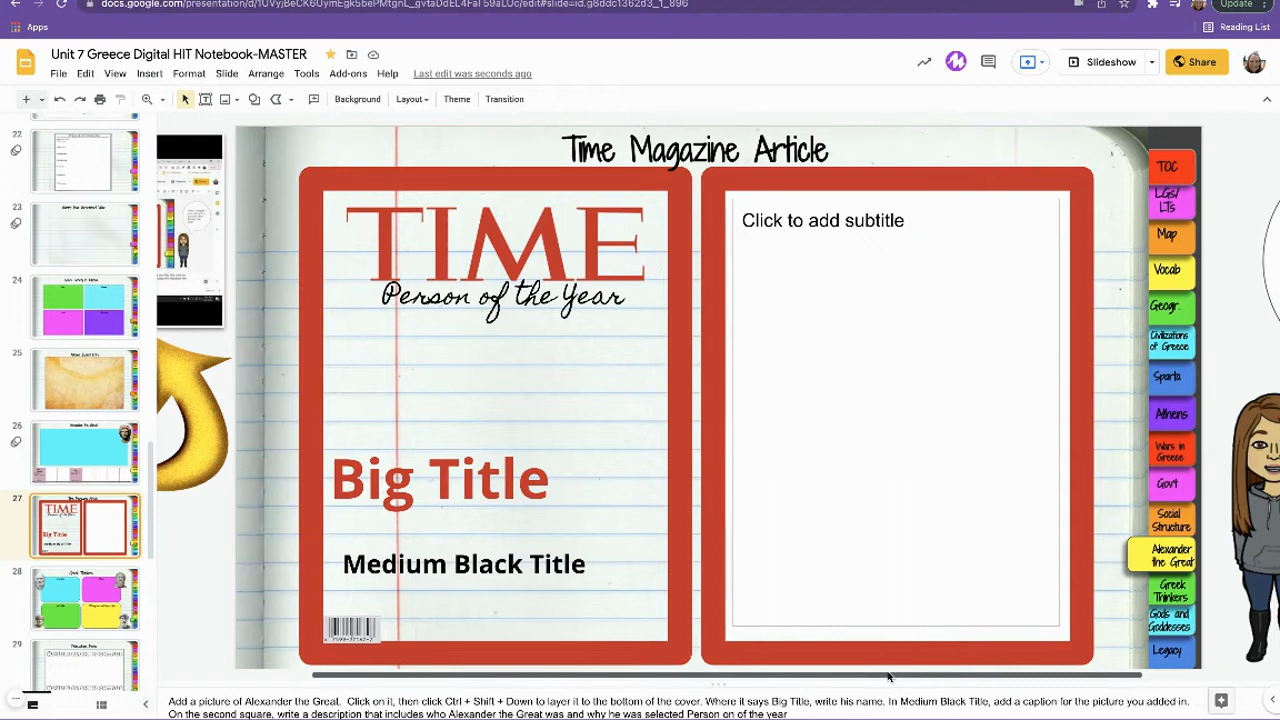 docs.google.com/presentation/d/1UVyjBeCK6UymEgk5bePMtgnL_gvtaDdEL4FaF59aLUc/edit#slide=id.g8ddc1362d3_1_896
Update
Apps
Reading List
Unit 7 Greece Digital HIT Notebook-MASTER
File Edit View Insert Format Slide Arrange Tools Add-ons Help Last edit was seconds ago
Slideshow
Share
Background Layout Theme Transition
22
23
24
25
26
27
28
29
Time Magazine Article
TIME
Person of the Year
Big Title
Medium Black Title
Click to add subtitle
TOC
LGs/
LTs
Map
Vocab
Geogr.
Civilizations
of Greece
Sparta
Athens
Wars in
Greece
Govt
Social
Structure
Alexander
the Great
Greek
Thinkers
Gods and
Goddesses
Legacy
Add a picture of Alexander the Great.  Click on it, then click Ctrl + Shift + Down to layer it to the bottom of the cover. Where it says Big Title, write his name. In Medium Black Title, add a caption for the picture you added in.
On the second square, write a description that includes who Alexander the Great was and why he was selected Person on of the year